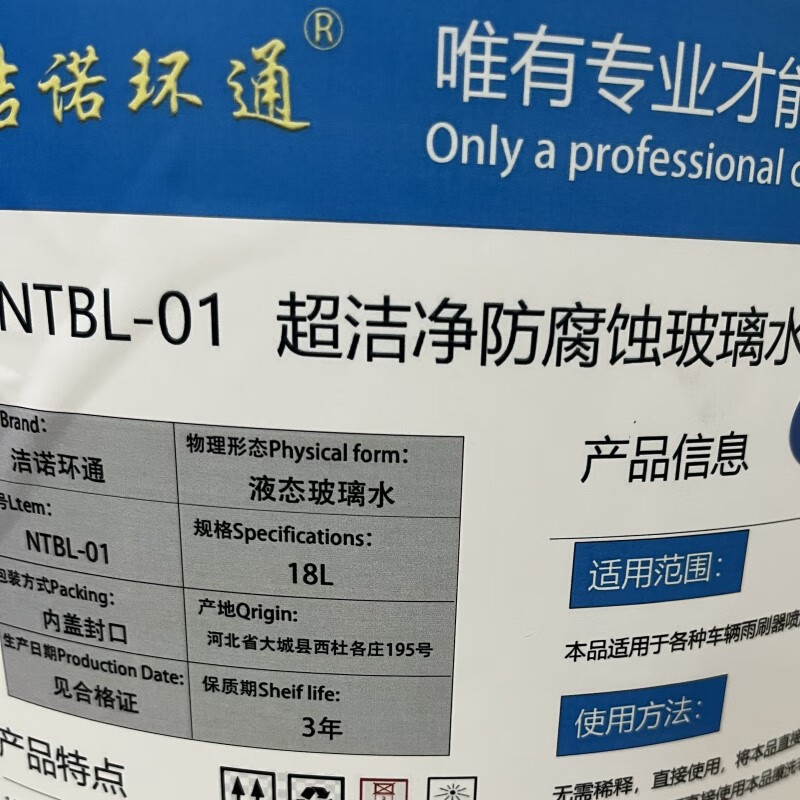 洁诺环通®
唯有专业才能
Only a professional
NTBL-01 超洁净防腐蚀玻璃水
Brand:
洁诺环通
物理形态Physical form:
液态玻璃水
号Ltem:
NTBL-01
规格Specifications:
18L
包装方式Packing:
内盖封口
产地Qrigin:
河北省大城县西杜各庄195号
生产日期Production Date:
见合格证
保质期Sheif life:
3年
产品特点
产品信息
适用范围:
本品适用于各种车辆雨刷器喷
使用方法:
无需稀释，直接使用，将本品直接
直接使用本品擦洗